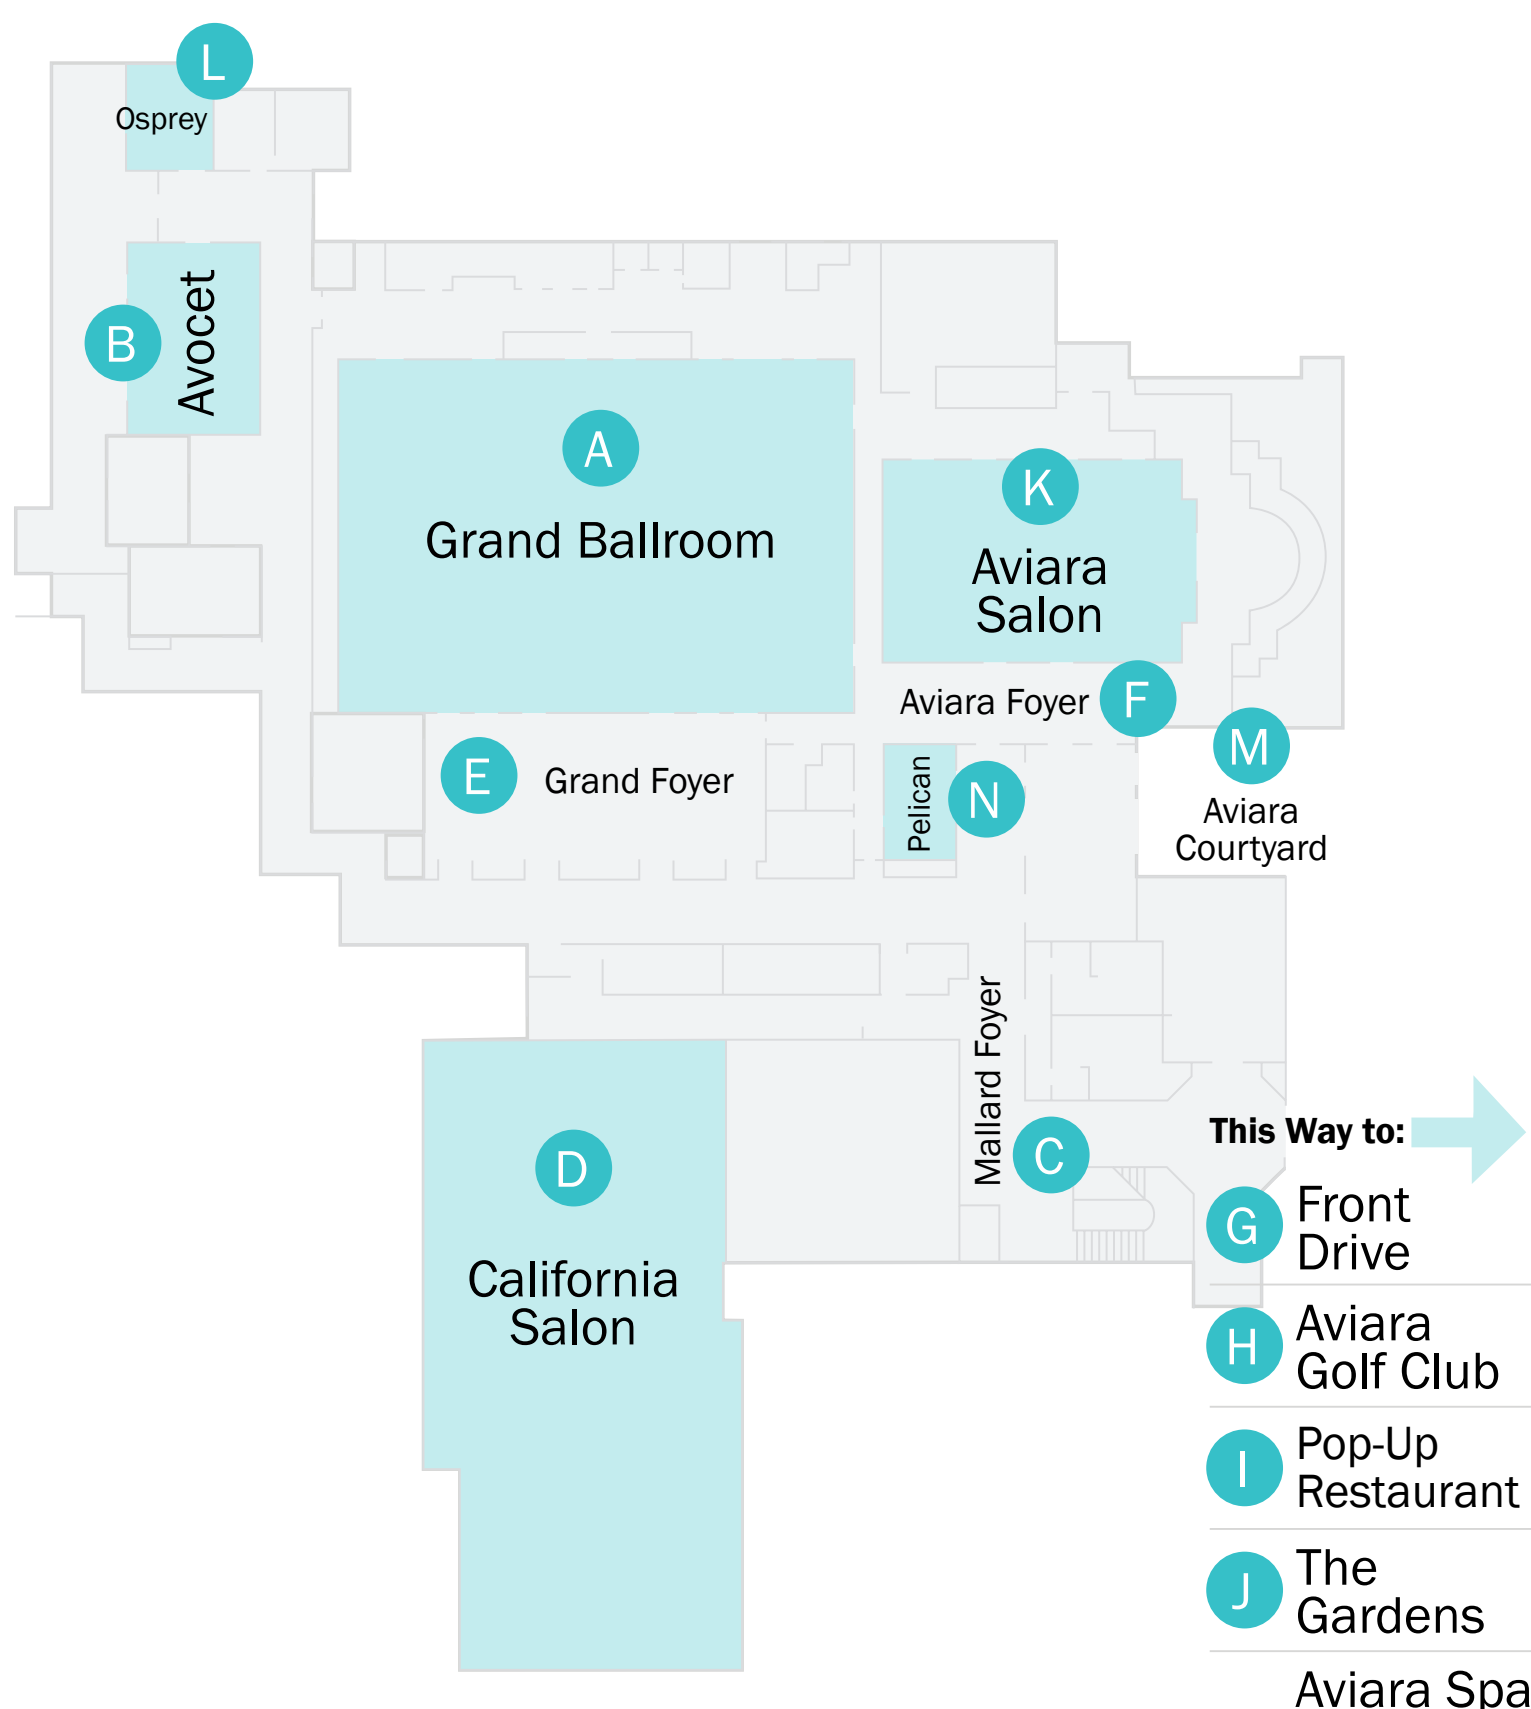 L
Osprey
B
Avocet
A
Grand Ballroom
K
Aviara
Salon
Aviara Foyer
F
M
Aviara
Courtyard
E
Grand Foyer
Pelican
N
Mallard Foyer
C
D
California
Salon
This Way to:
G
Front
Drive
H
Aviara
Golf Club
I
Pop-Up
Restaurant
J
The
Gardens
Aviara Spa